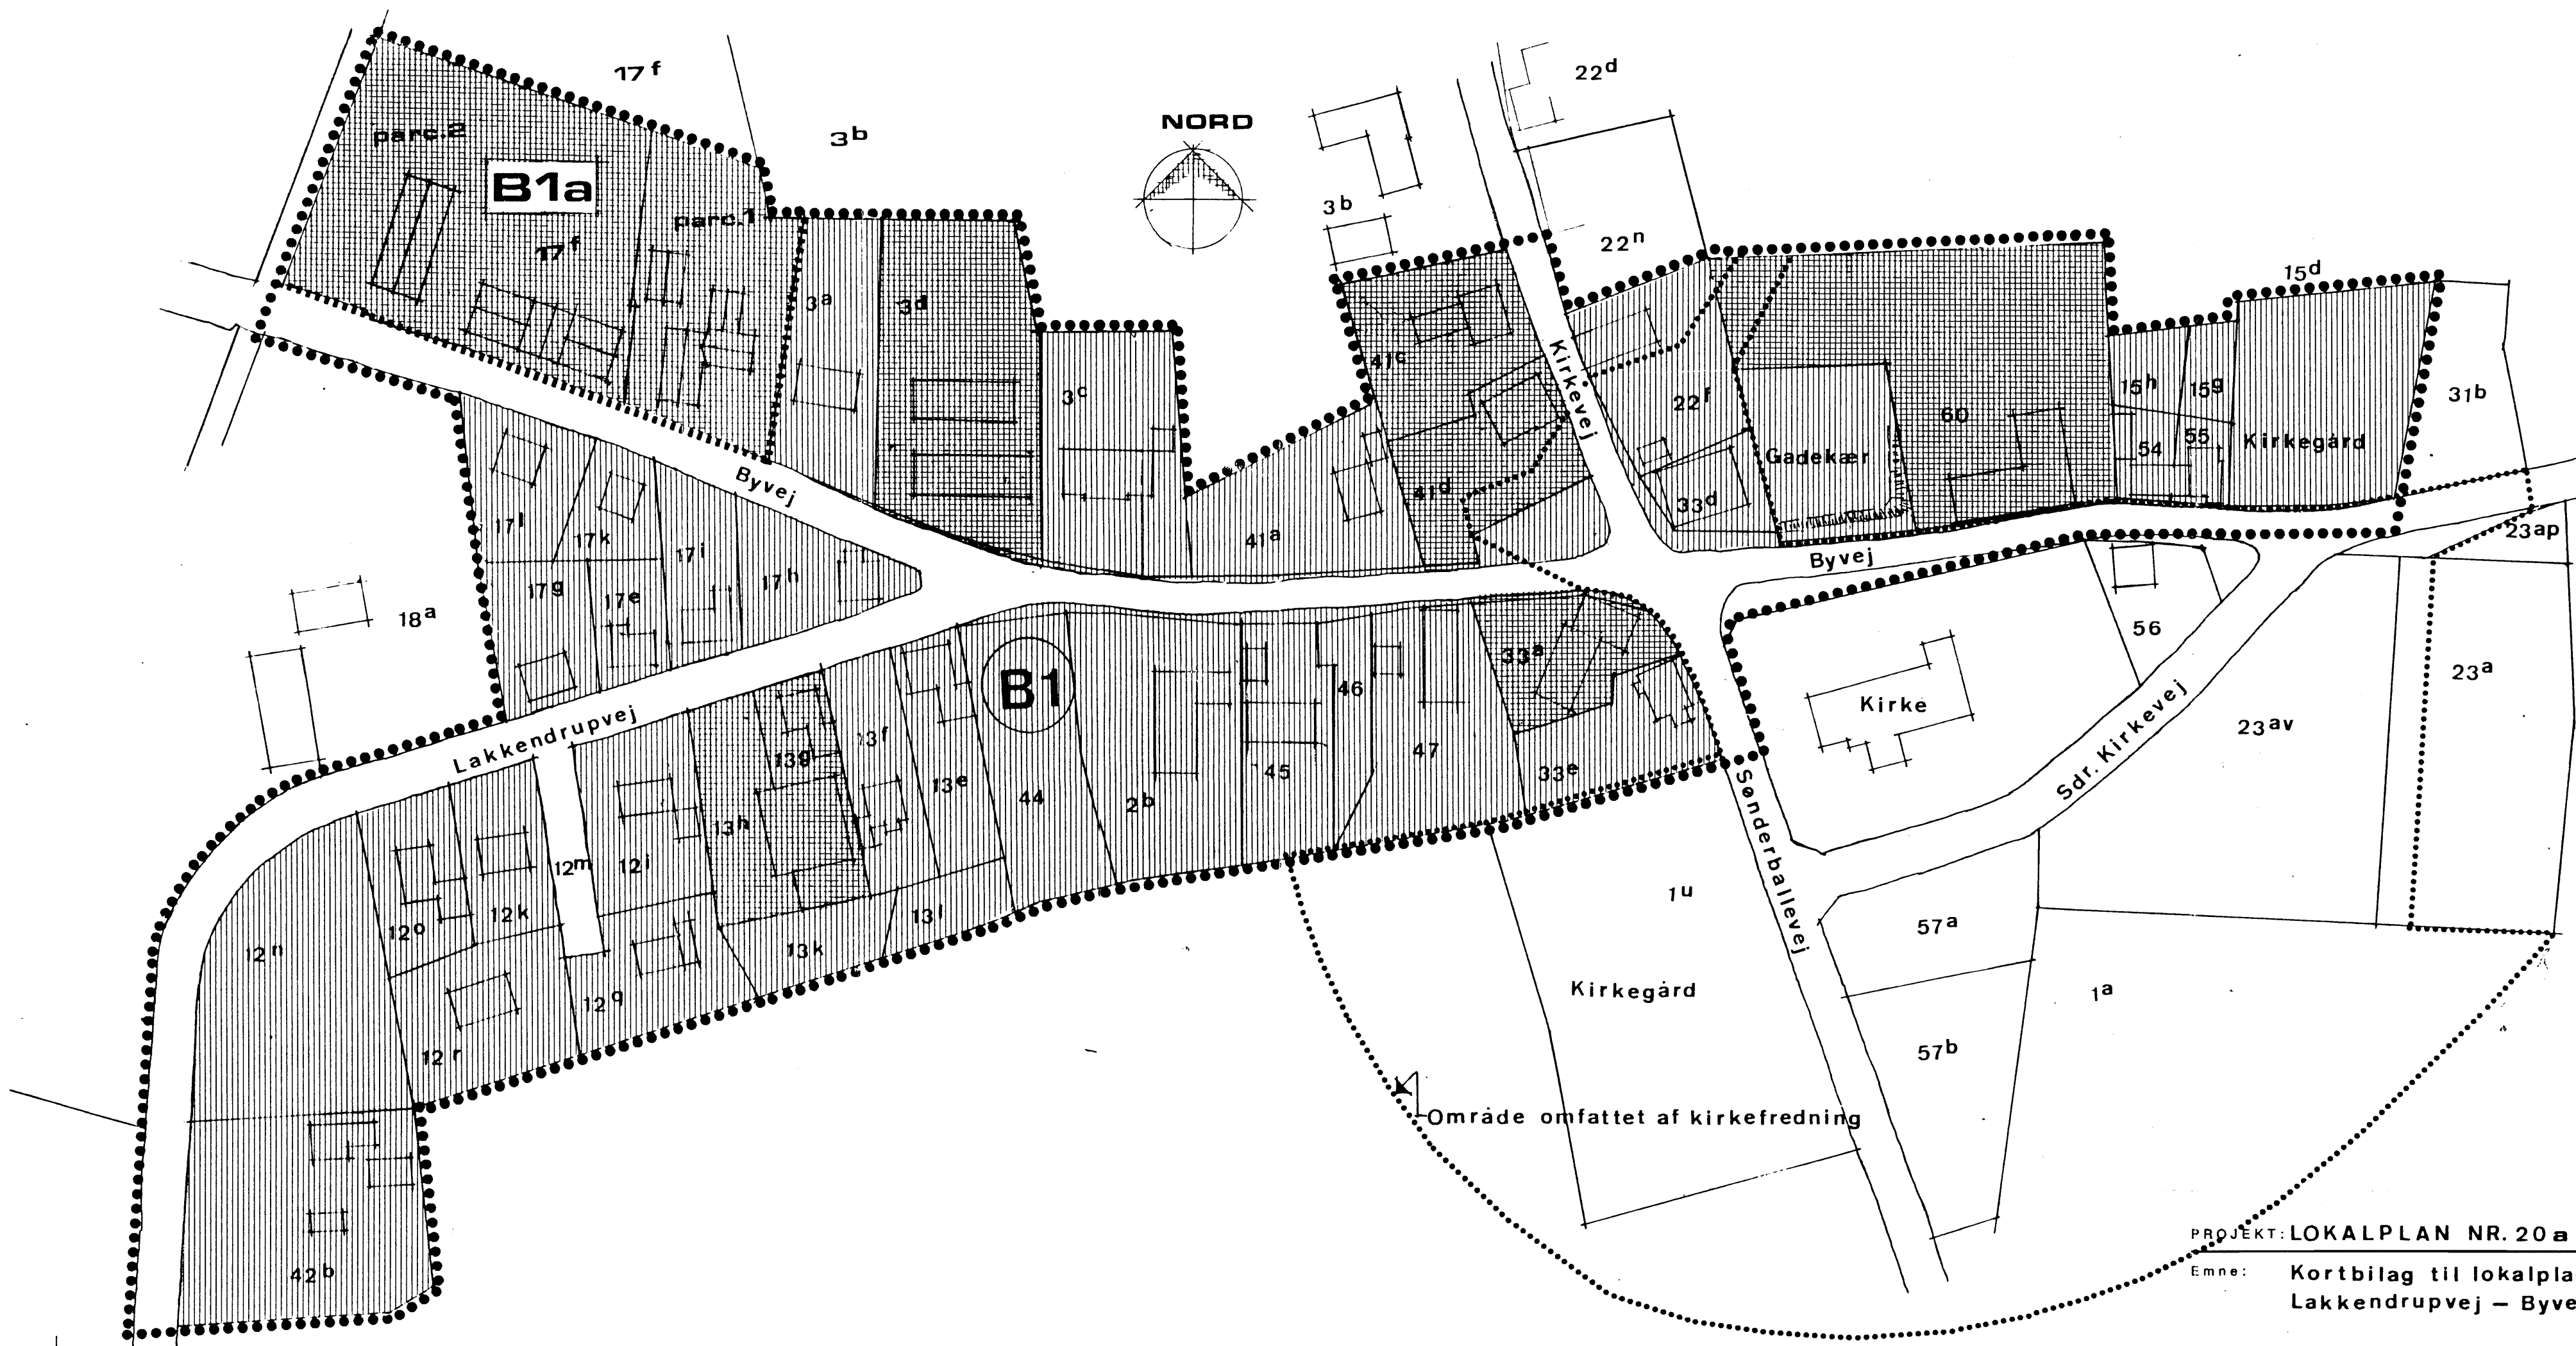 17f
parc.2
B1a
17f
parc.1
3b
NORD
3b
22d
22n
3a
3d
3c
41c
41d
41a
Kirkevej
22f
33d
Gadekær
60
15d
15h
15g
54
55
Kirkegård
31b
Byvej
Byvej
17l
17k
17i
17h
17g
17e
18a
Lakkendrupvej
B1
33a
46
45
47
33e
2b
44
13e
13f
13g
13h
13l
13k
12i
12m
12k
12o
12n
12q
12r
42b
Kirke
56
23ap
23a
23av
Sdr. Kirkevej
Sønderballevej
1u
Kirkegård
57a
57b
1a
Område omfattet af kirkefredning
PROJEKT: LOKALPLAN NR. 20a
Emne: Kortbilag til lokalpla
Lakkendrupvej – Byve